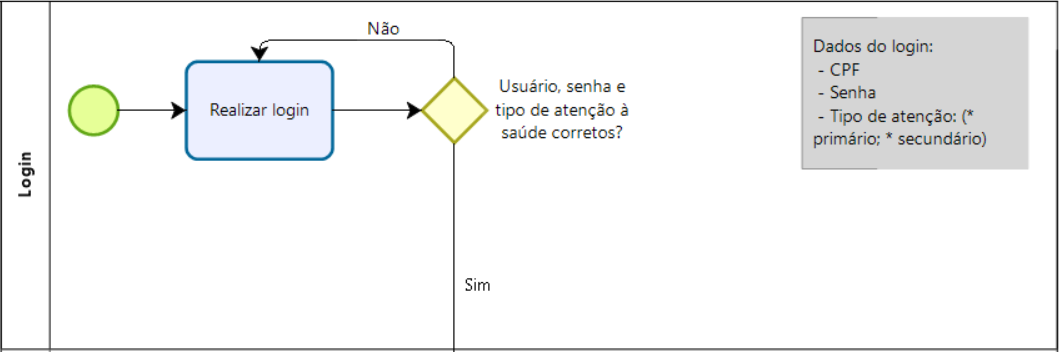 Login
Realizar login
Não
Usuário, senha e
tipo de atenção à
saúde corretos?
Sim
Dados do login:
- CPF
- Senha
- Tipo de atenção: (*
primário; * secundário)